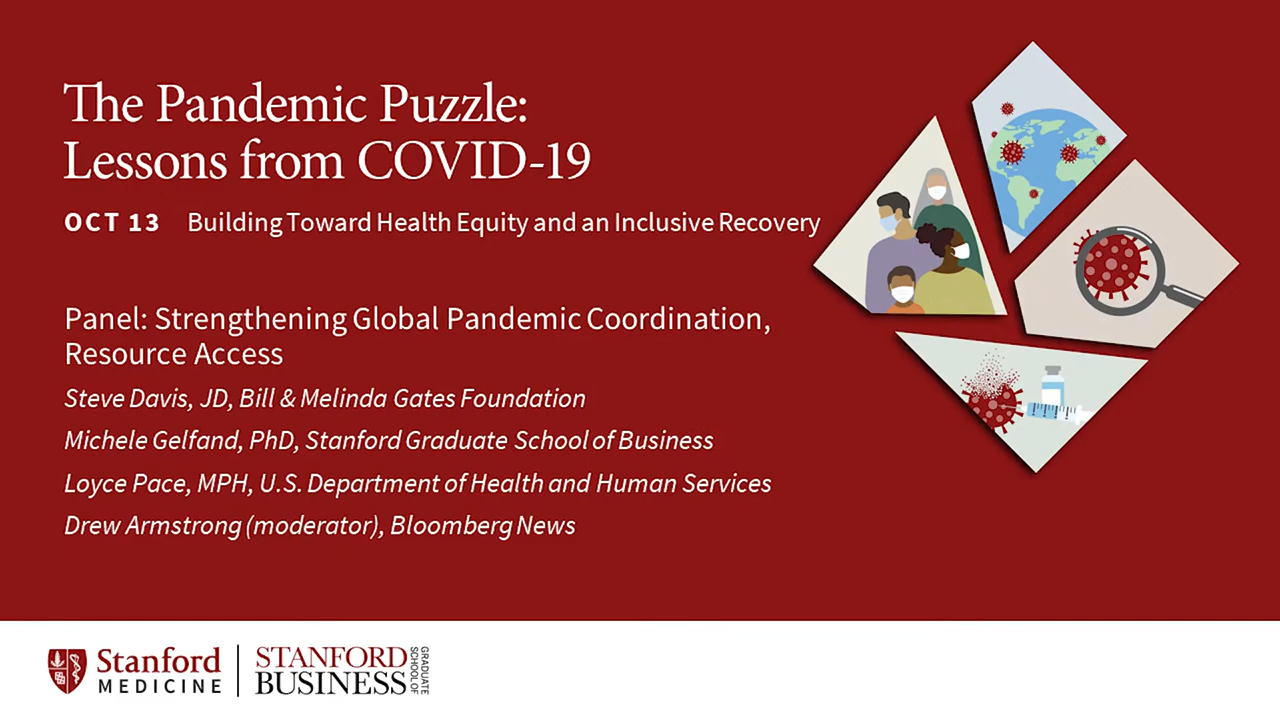 The Pandemic Puzzle:
Lessons from COVID-19
OCT 13 Building Toward Health Equity and an Inclusive Recovery
Panel: Strengthening Global Pandemic Coordination,
Resource Access
Steve Davis, JD, Bill & Melinda Gates Foundation
Michele Gelfand, PhD, Stanford Graduate School of Business
Loyce Pace, MPH, U.S. Department of Health and Human Services
Drew Armstrong (moderator), Bloomberg News
Stanford
MEDICINE
STANFORD
BUSINESS
GRADUATE
SCHOOL OF